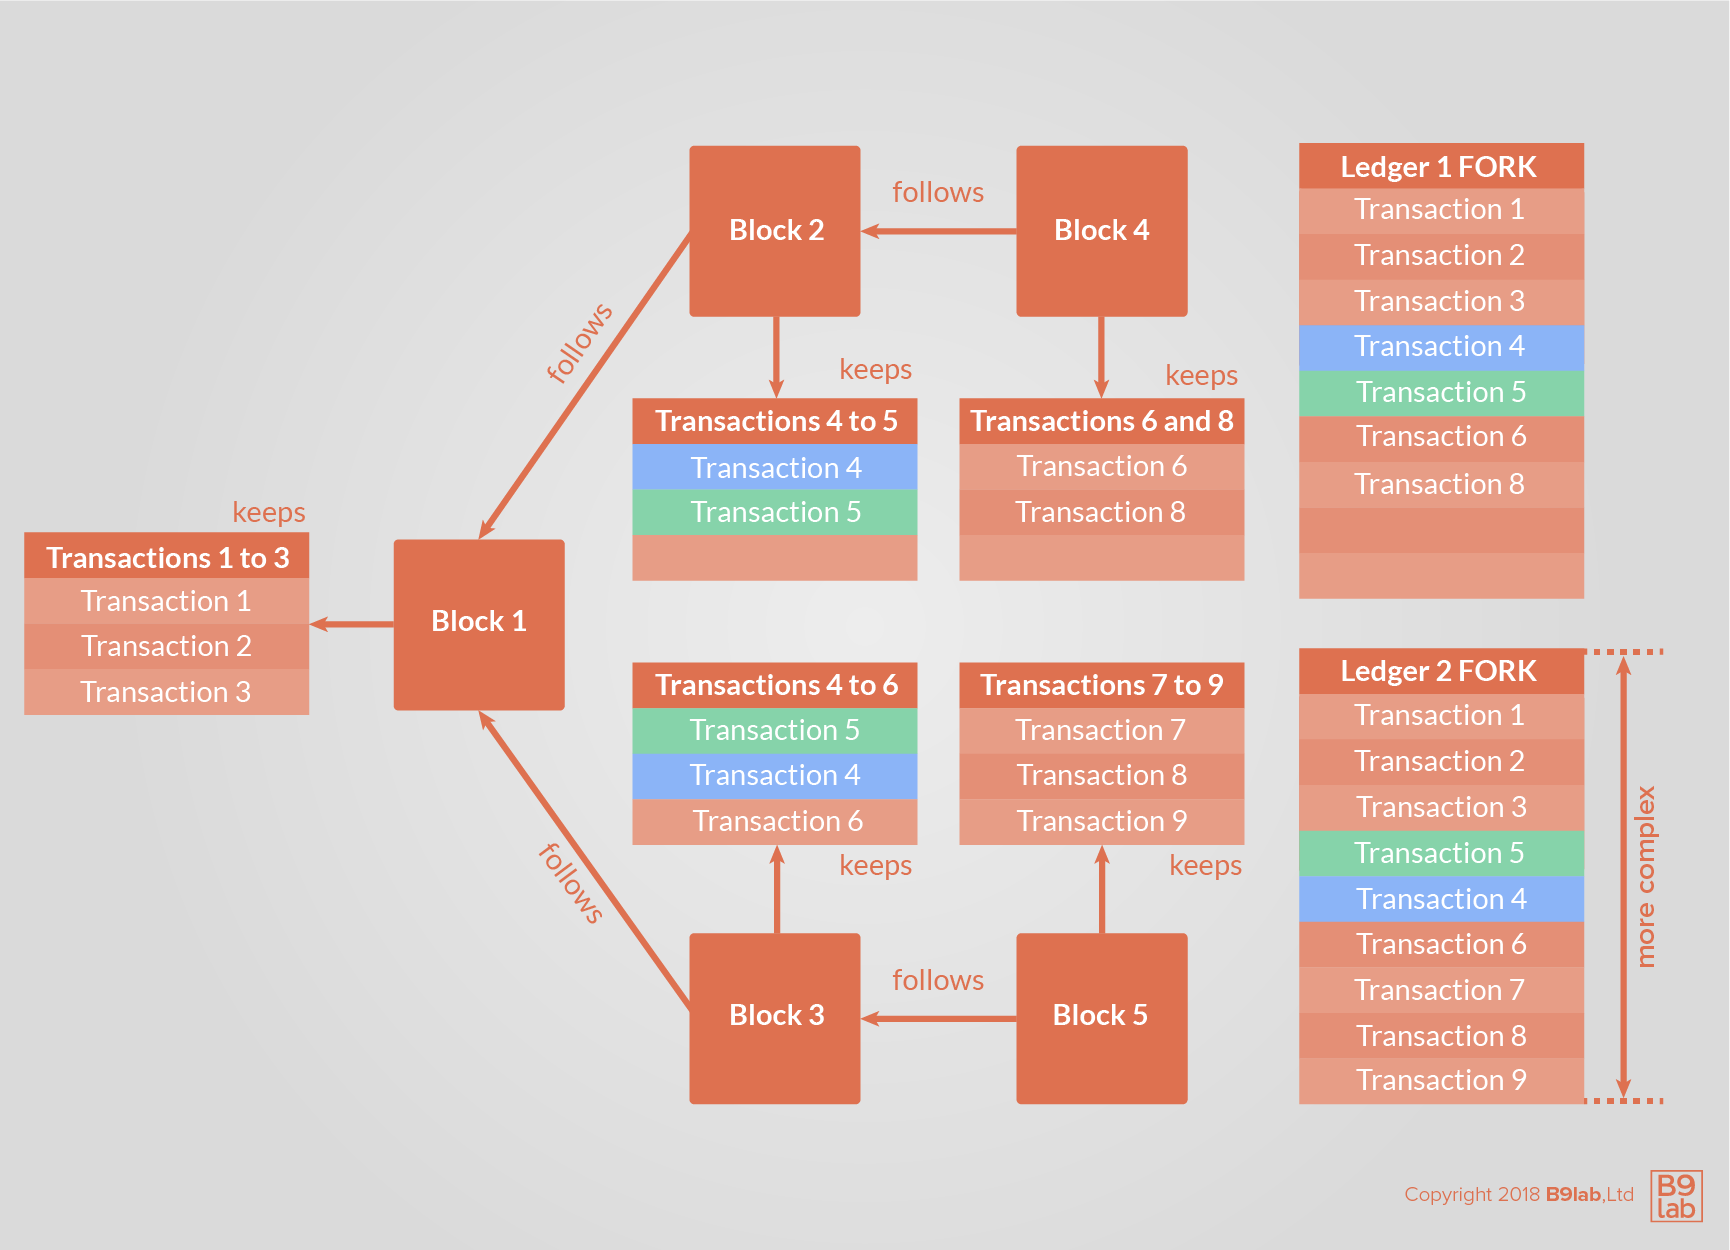 keeps
Transactions 1 to 3
Transaction 1
Transaction 2
Transaction 3
Block 1
follows
follows
Block 2
follows
Block 4
keeps
Transactions 4 to 5
Transaction 4
Transaction 5
keeps
Transactions 6 and 8
Transaction 6
Transaction 8
Transactions 4 to 6
Transaction 5
Transaction 4
Transaction 6
keeps
Transactions 7 to 9
Transaction 7
Transaction 8
Transaction 9
keeps
Block 3
follows
Block 5
Ledger 1 FORK
Transaction 1
Transaction 2
Transaction 3
Transaction 4
Transaction 5
Transaction 6
Transaction 8
Ledger 2 FORK
Transaction 1
Transaction 2
Transaction 3
Transaction 5
Transaction 4
Transaction 6
Transaction 7
Transaction 8
Transaction 9
more complex
Copyright 2018 B9lab,Ltd
B9
lab